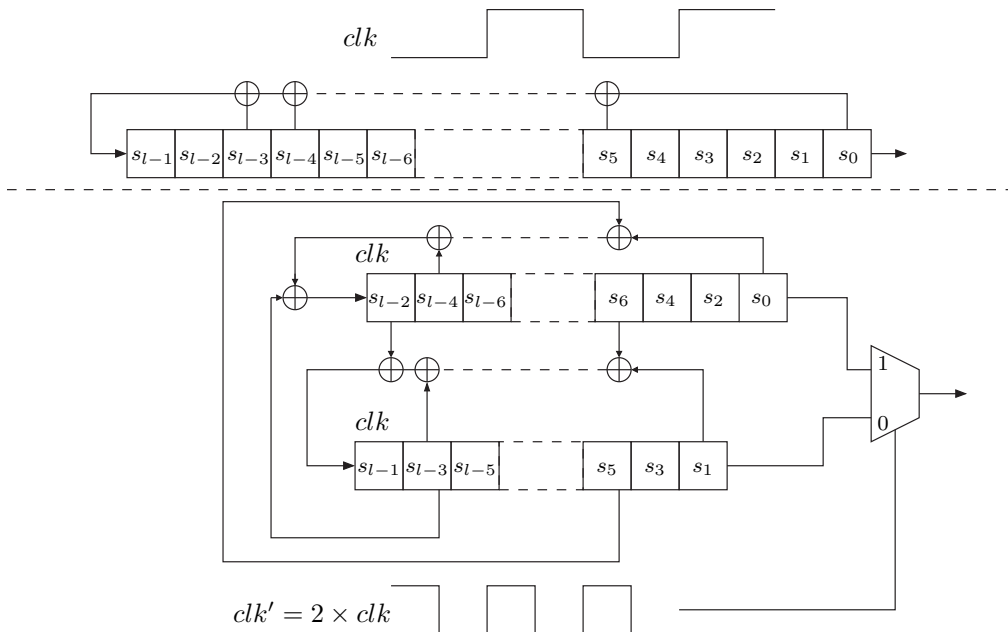 clk
s_{l−1} s_{l−2} s_{l−3} s_{l−4} s_{l−5} s_{l−6} s_5 s_4 s_3 s_2 s_1 s_0
clk
s_{l−2} s_{l−4} s_{l−6} s_6 s_4 s_2 s_0
1
0
clk
s_{l−1} s_{l−3} s_{l−5} s_5 s_3 s_1
clk′ = 2 × clk